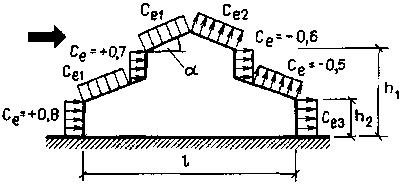 Ce1 Ce2
Ce=+0,7 Ce=-0,6
α
Ce1 Ce=-0,5
h1
Ce=+0,8 h2 Ce3
l